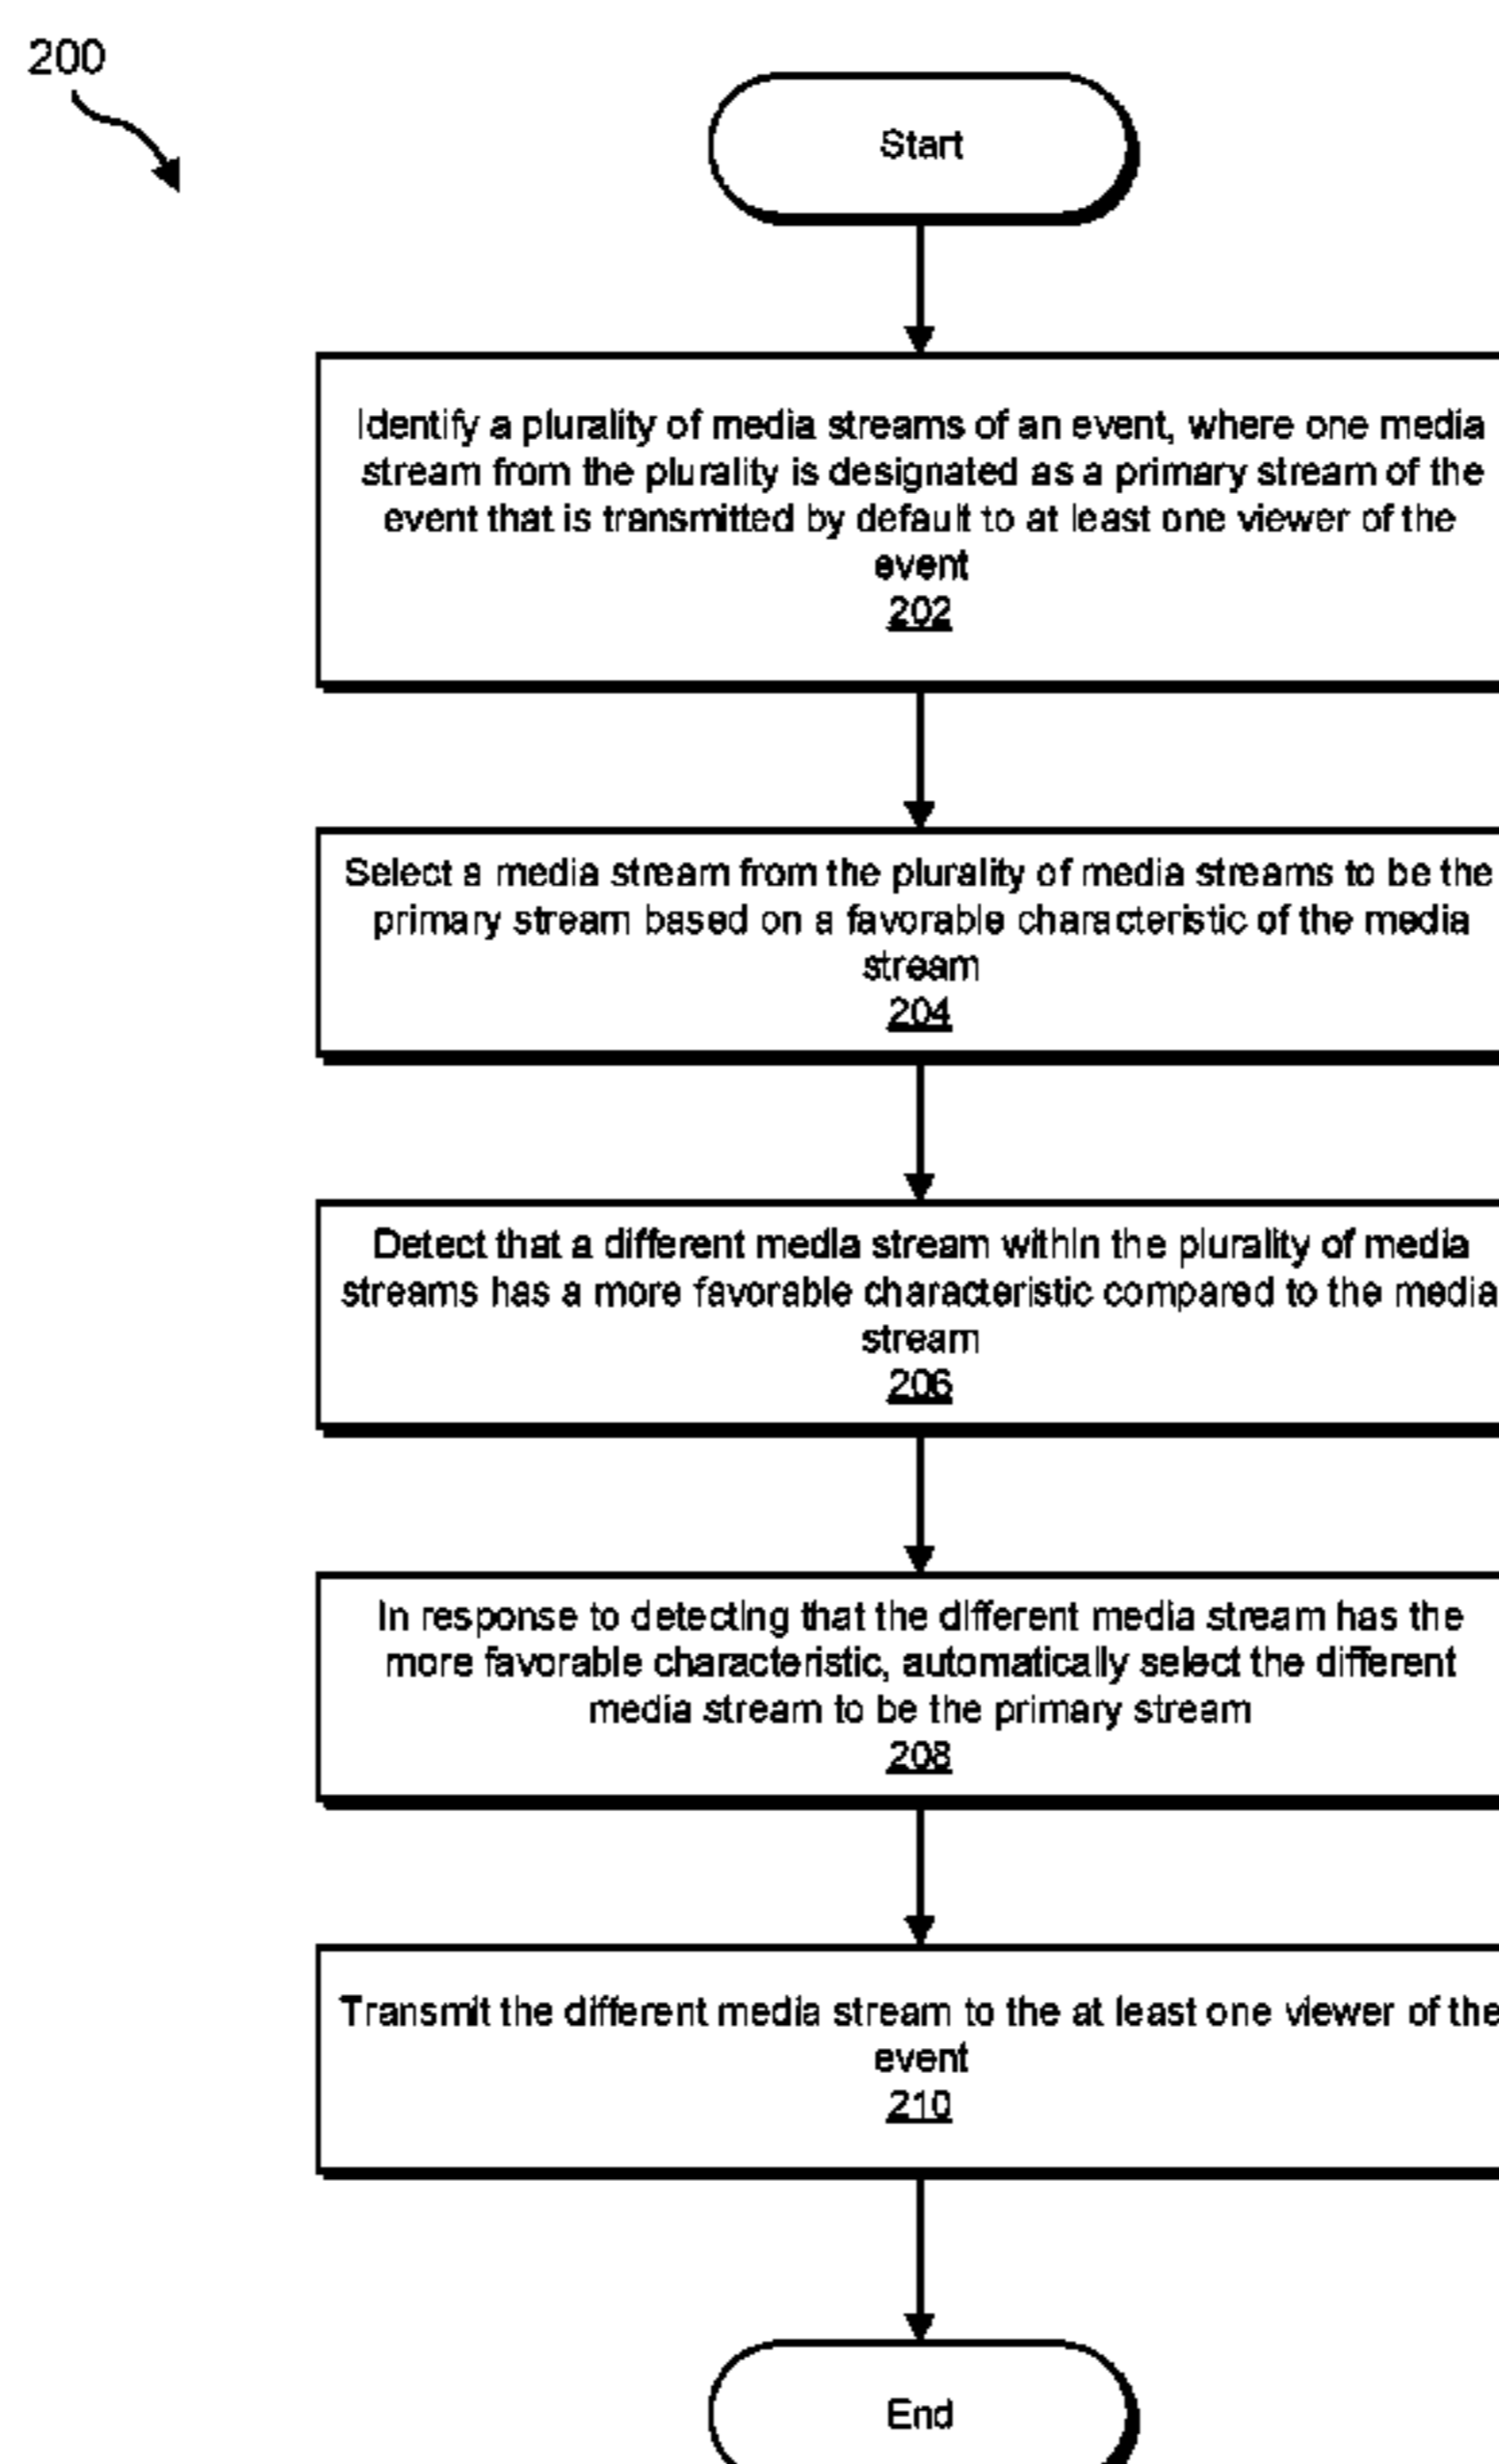 200
Start
Identify a plurality of media streams of an event, where one media
stream from the plurality is designated as a primary stream of the
event that is transmitted by default to at least one viewer of the
event
202
Select a media stream from the plurality of media streams to be the
primary stream based on a favorable characteristic of the media
stream
204
Detect that a different media stream within the plurality of media
streams has a more favorable characteristic compared to the media
stream
206
In response to detecting that the different media stream has the
more favorable characteristic, automatically select the different
media stream to be the primary stream
208
Transmit the different media stream to the at least one viewer of the
event
210
End